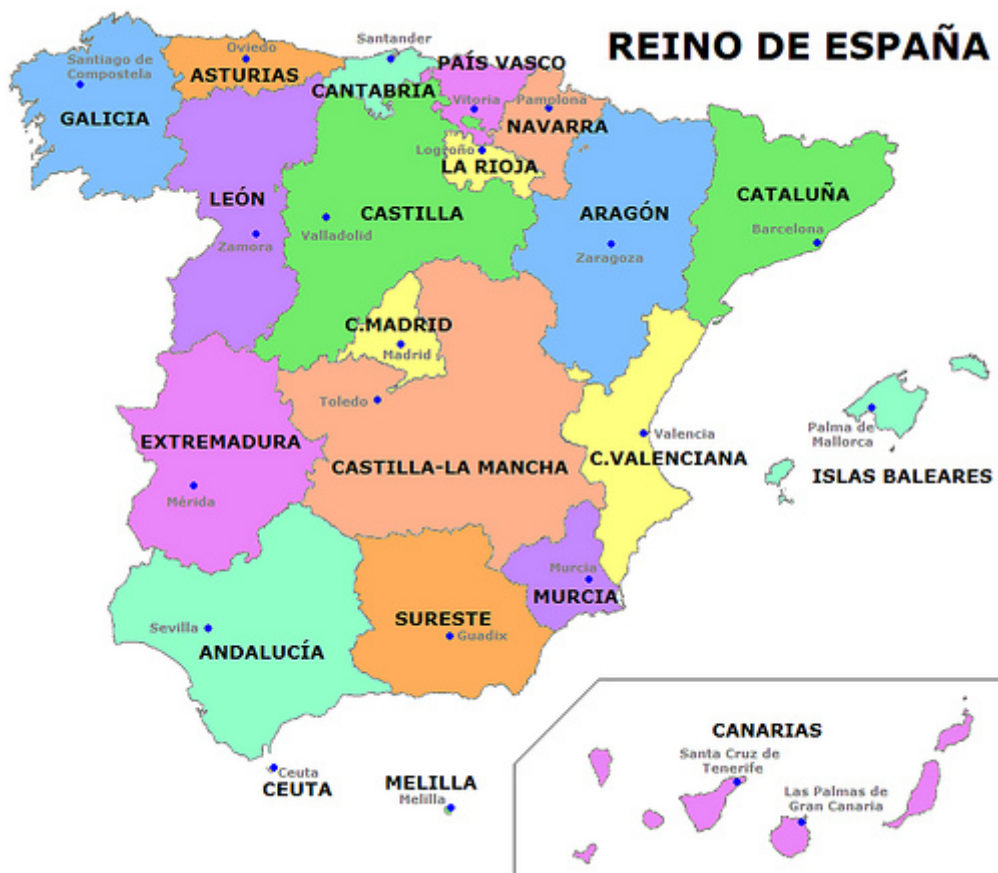 REINO DE ESPAÑA
Santander
Oviedo
Santiago de
Compostela
ASTURIAS
PAÍS VASCO
CANTABRIA
GALICIA
Vitoria
Pamplona
NAVARRA
Logroño
LA RIOJA
LEÓN
CASTILLA
ARAGÓN
CATALUÑA
Valladolid
Zamora
Zaragoza
Barcelona
C.MADRID
Madrid
Toledo
EXTREMADURA
CASTILLA-LA MANCHA
Valencia
C.VALENCIANA
Palma de
Mallorca
ISLAS BALEARES
Mérida
Murcia
MURCIA
SURESTE
Guadix
Sevilla
ANDALUCÍA
Ceuta
CEUTA
MELILLA
Melilla
CANARIAS
Santa Cruz de
Tenerife
Las Palmas de
Gran Canaria